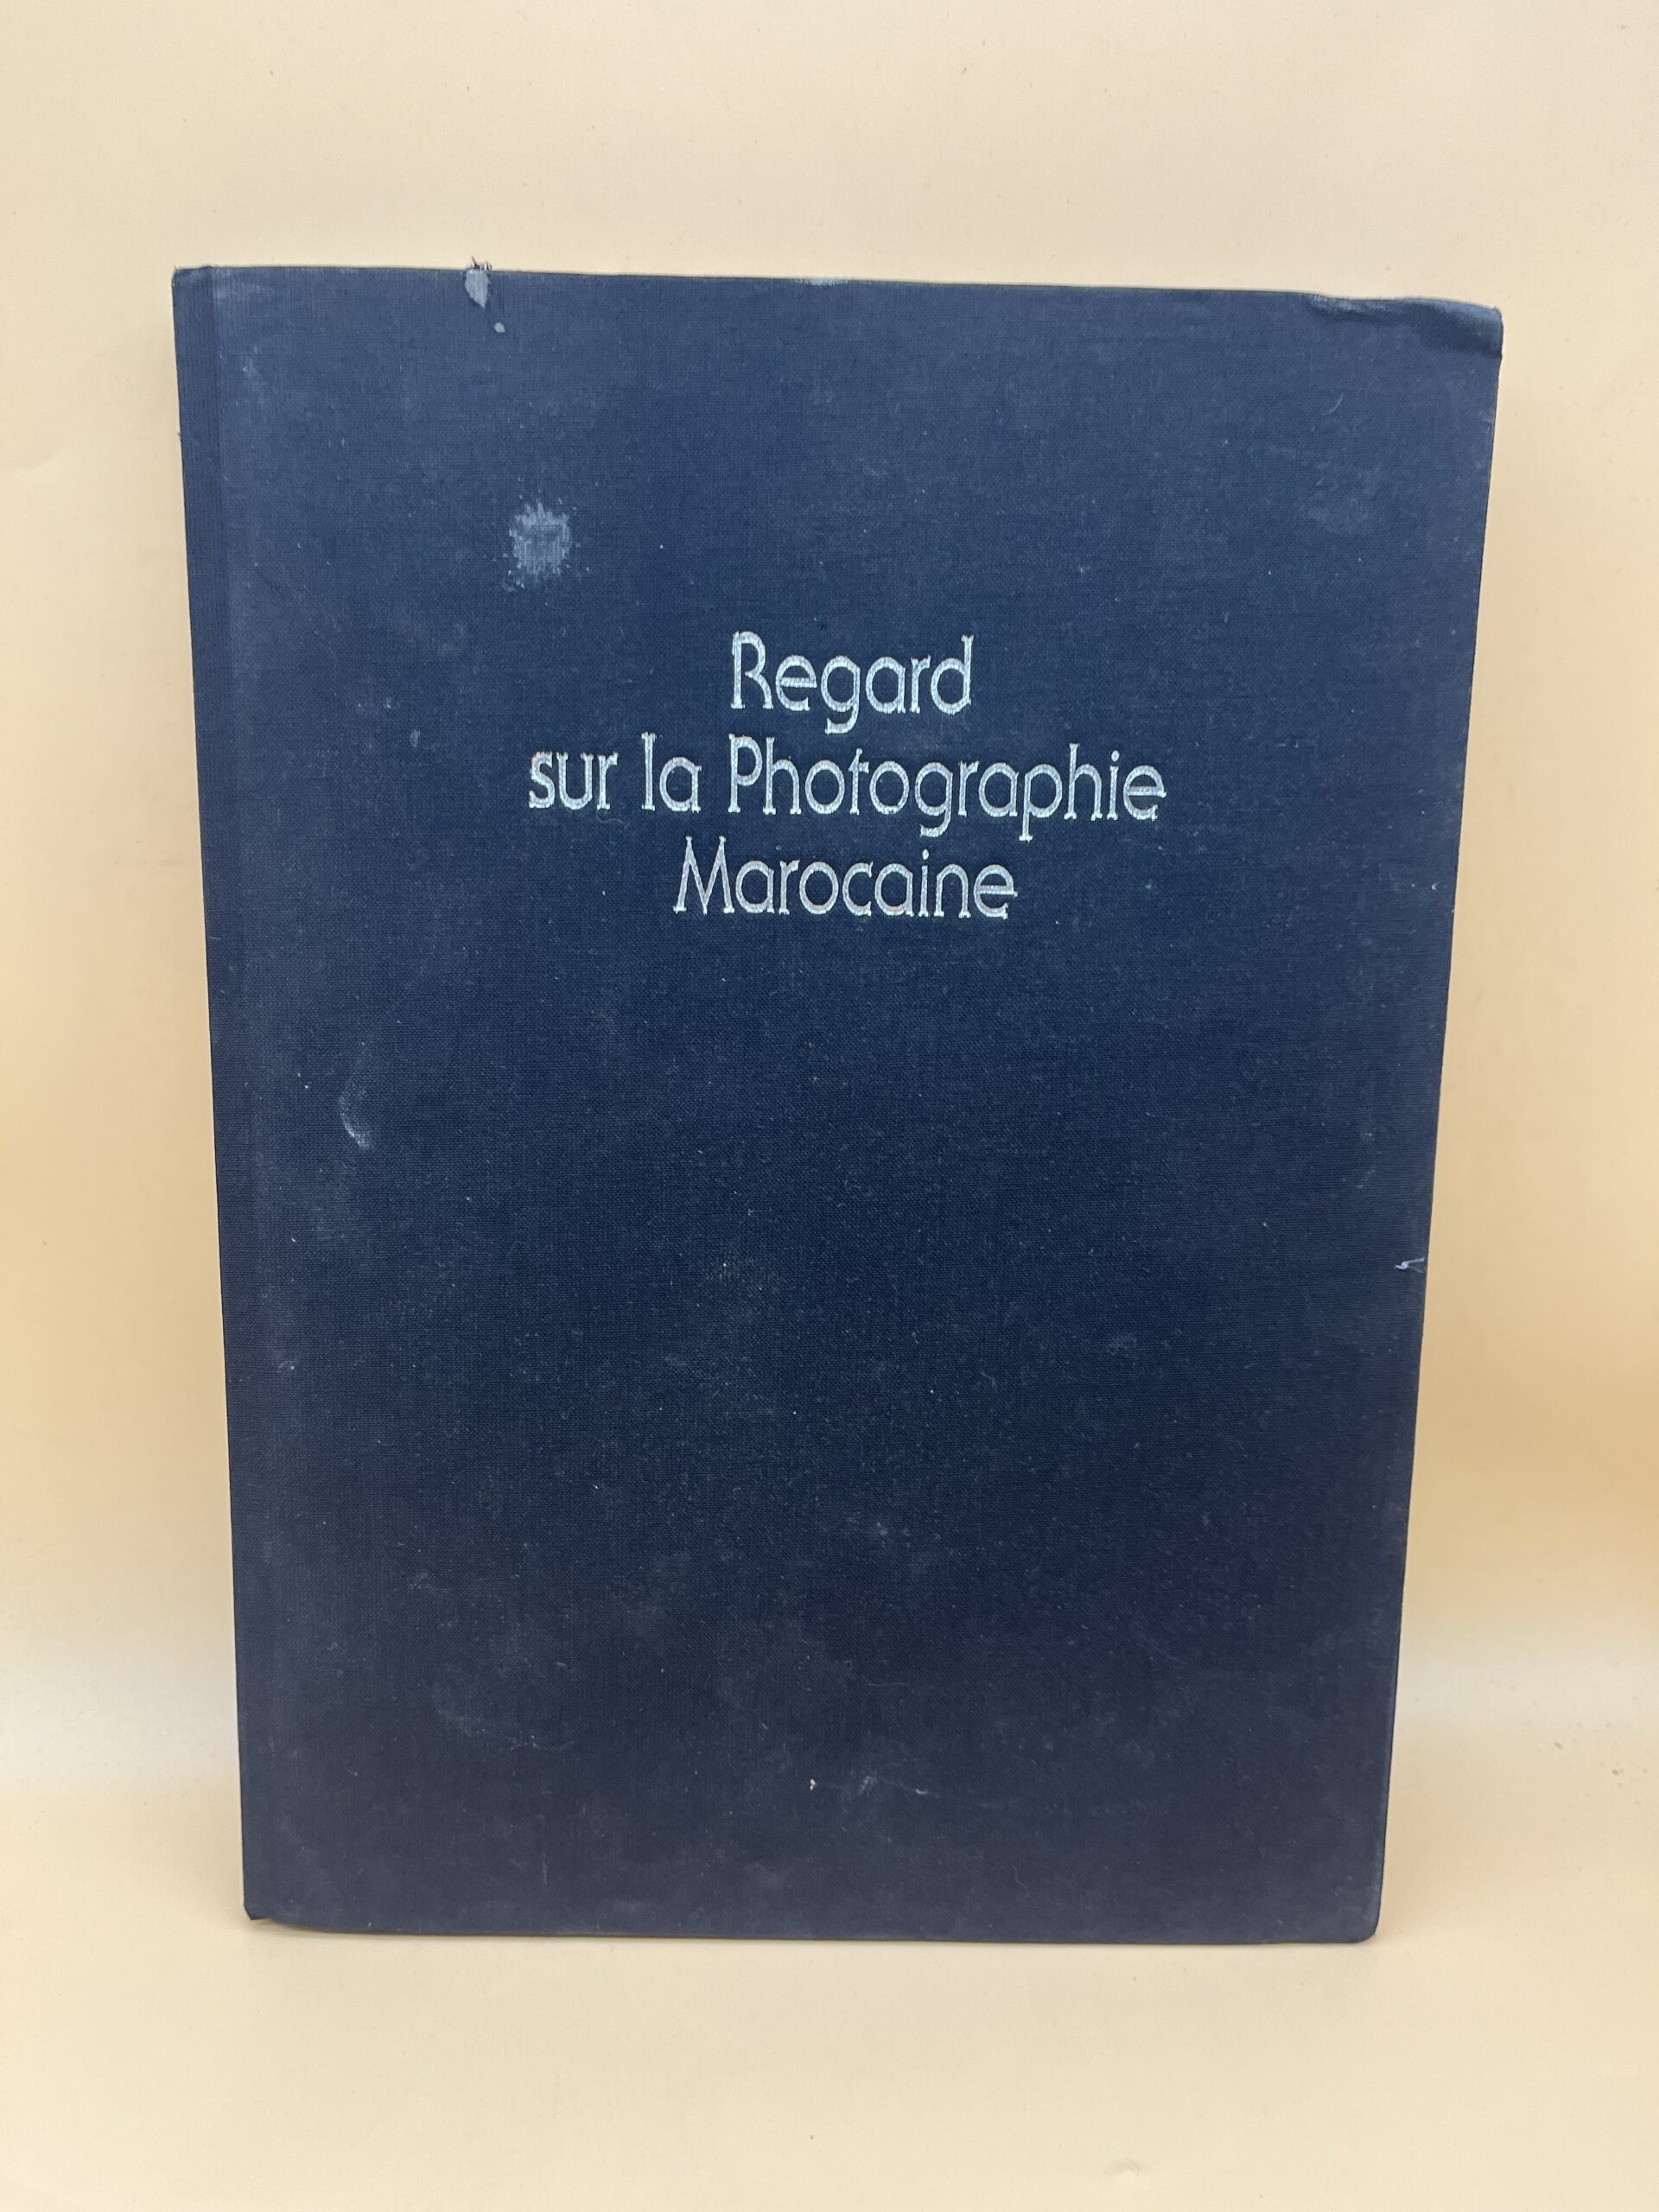 Regard
sur la Photographie
Marocaine